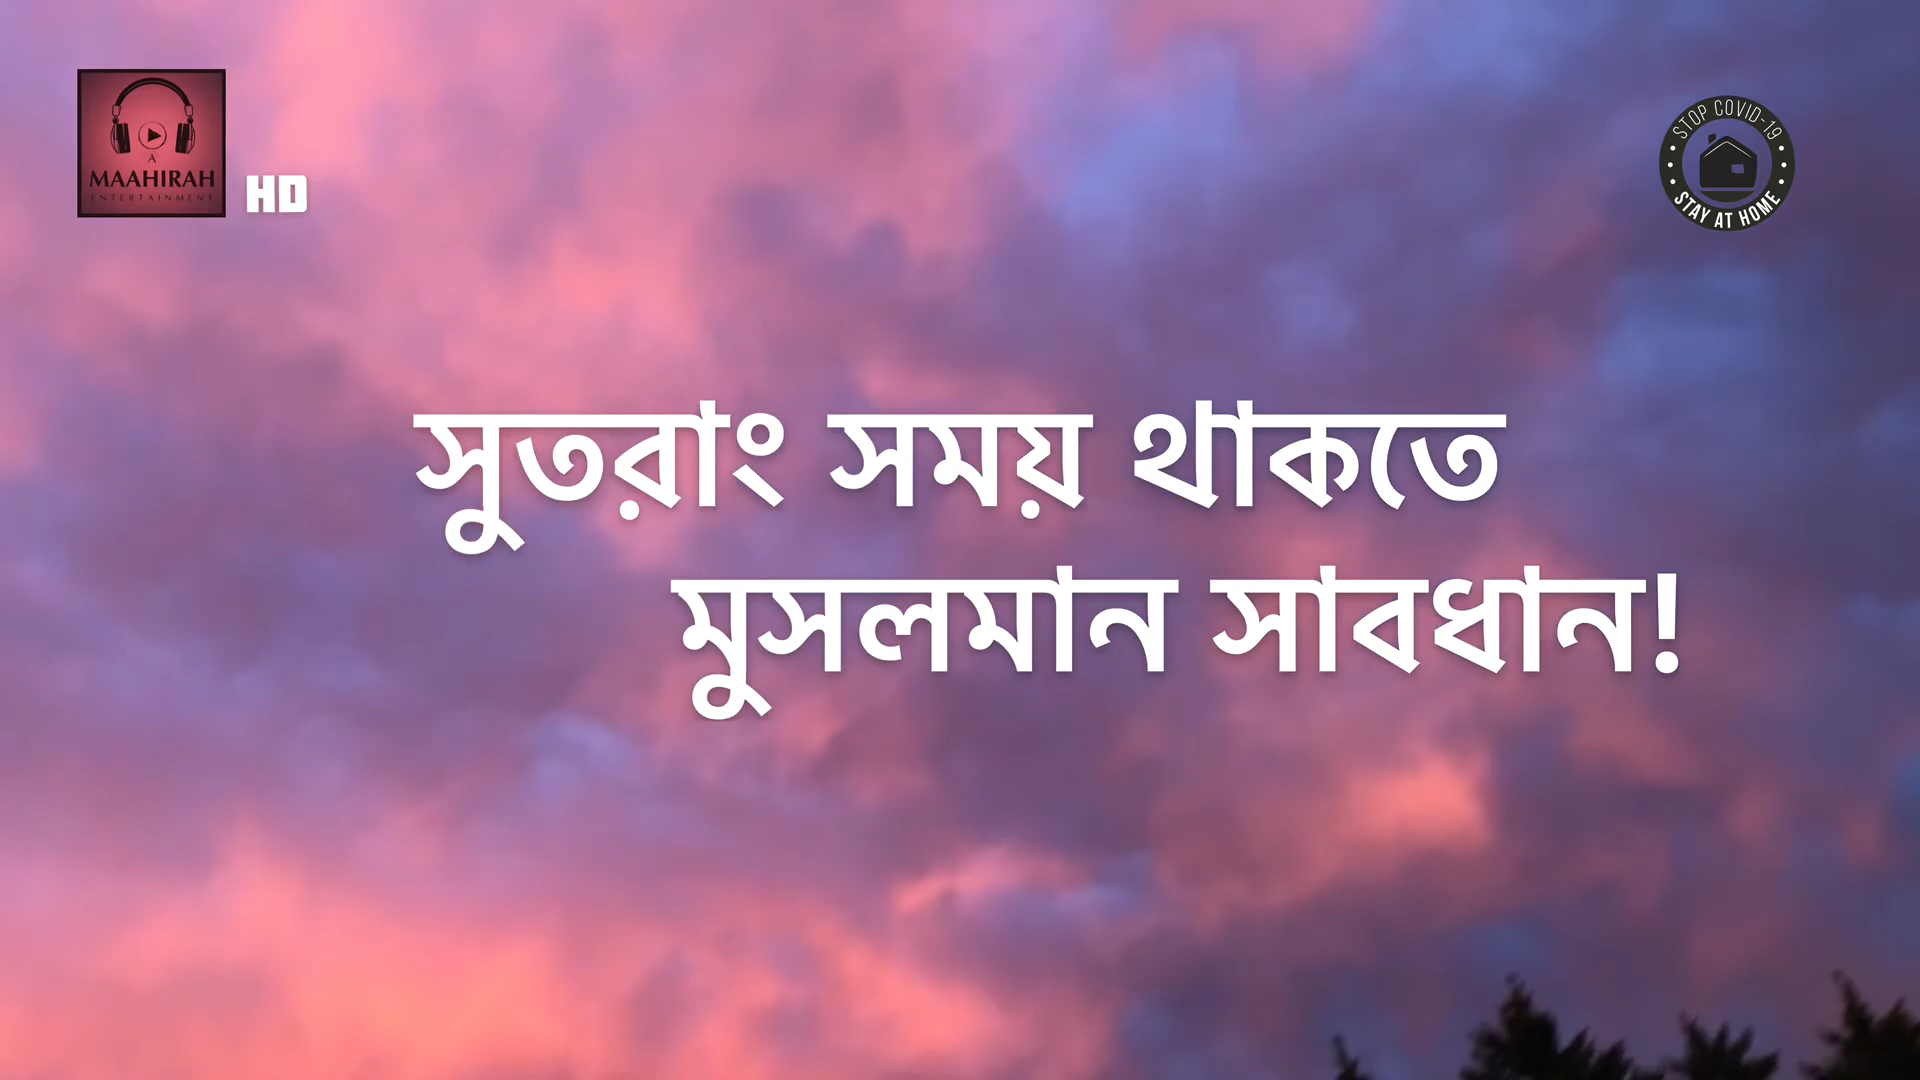 A
MAAHIRAH
ENTERTAINMENT
HD
STOP COVID-19
STAY AT HOME
সুতরাং সময় থাকতে
মুসলমান সাবধান!